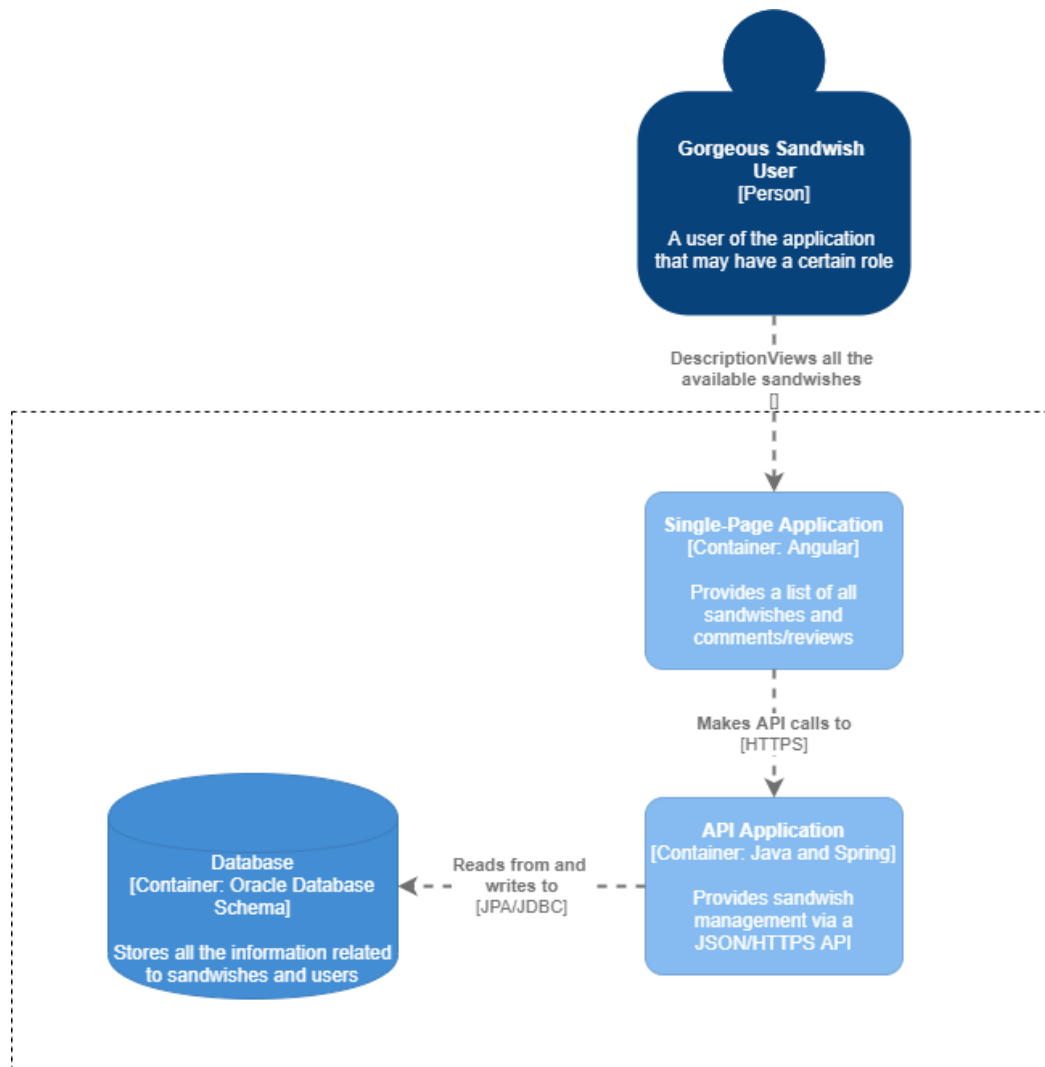 Gorgeous Sandwish
User
[Person]
A user of the application
that may have a certain role
DescriptionViews all the
available sandwishes
[]
Single-Page Application
[Container: Angular]
Provides a list of all
sandwishes and
comments/reviews
Makes API calls to
[HTTPS]
API Application
[Container: Java and Spring]
Provides sandwish
management via a
JSON/HTTPS API
Reads from and
writes to
[JPA/JDBC]
Database
[Container: Oracle Database
Schema]
Stores all the information related
to sandwishes and users